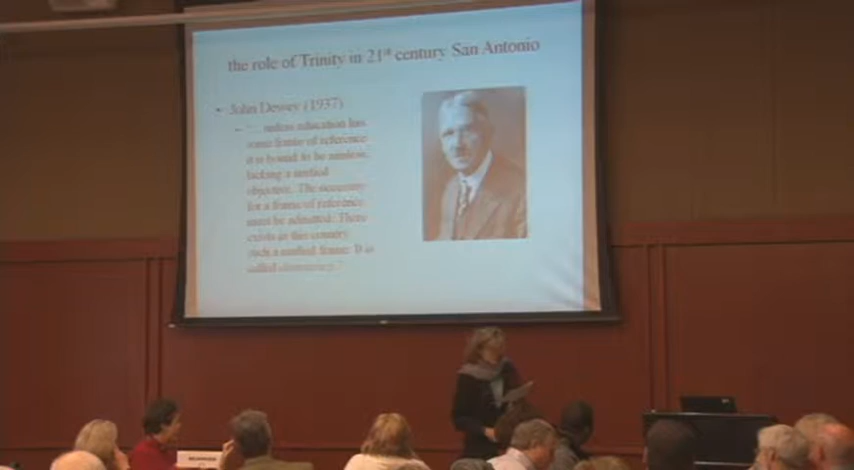 the role of Trinity in 21st century San Antonio
• John Dewey (1937)
– "... unless education has
some frame of reference
it is bound to be aimless,
lacking a unified
objective. The necessity
for a frame of reference
must be admitted. There
exists in this country
such a unified frame. It is
called democracy."